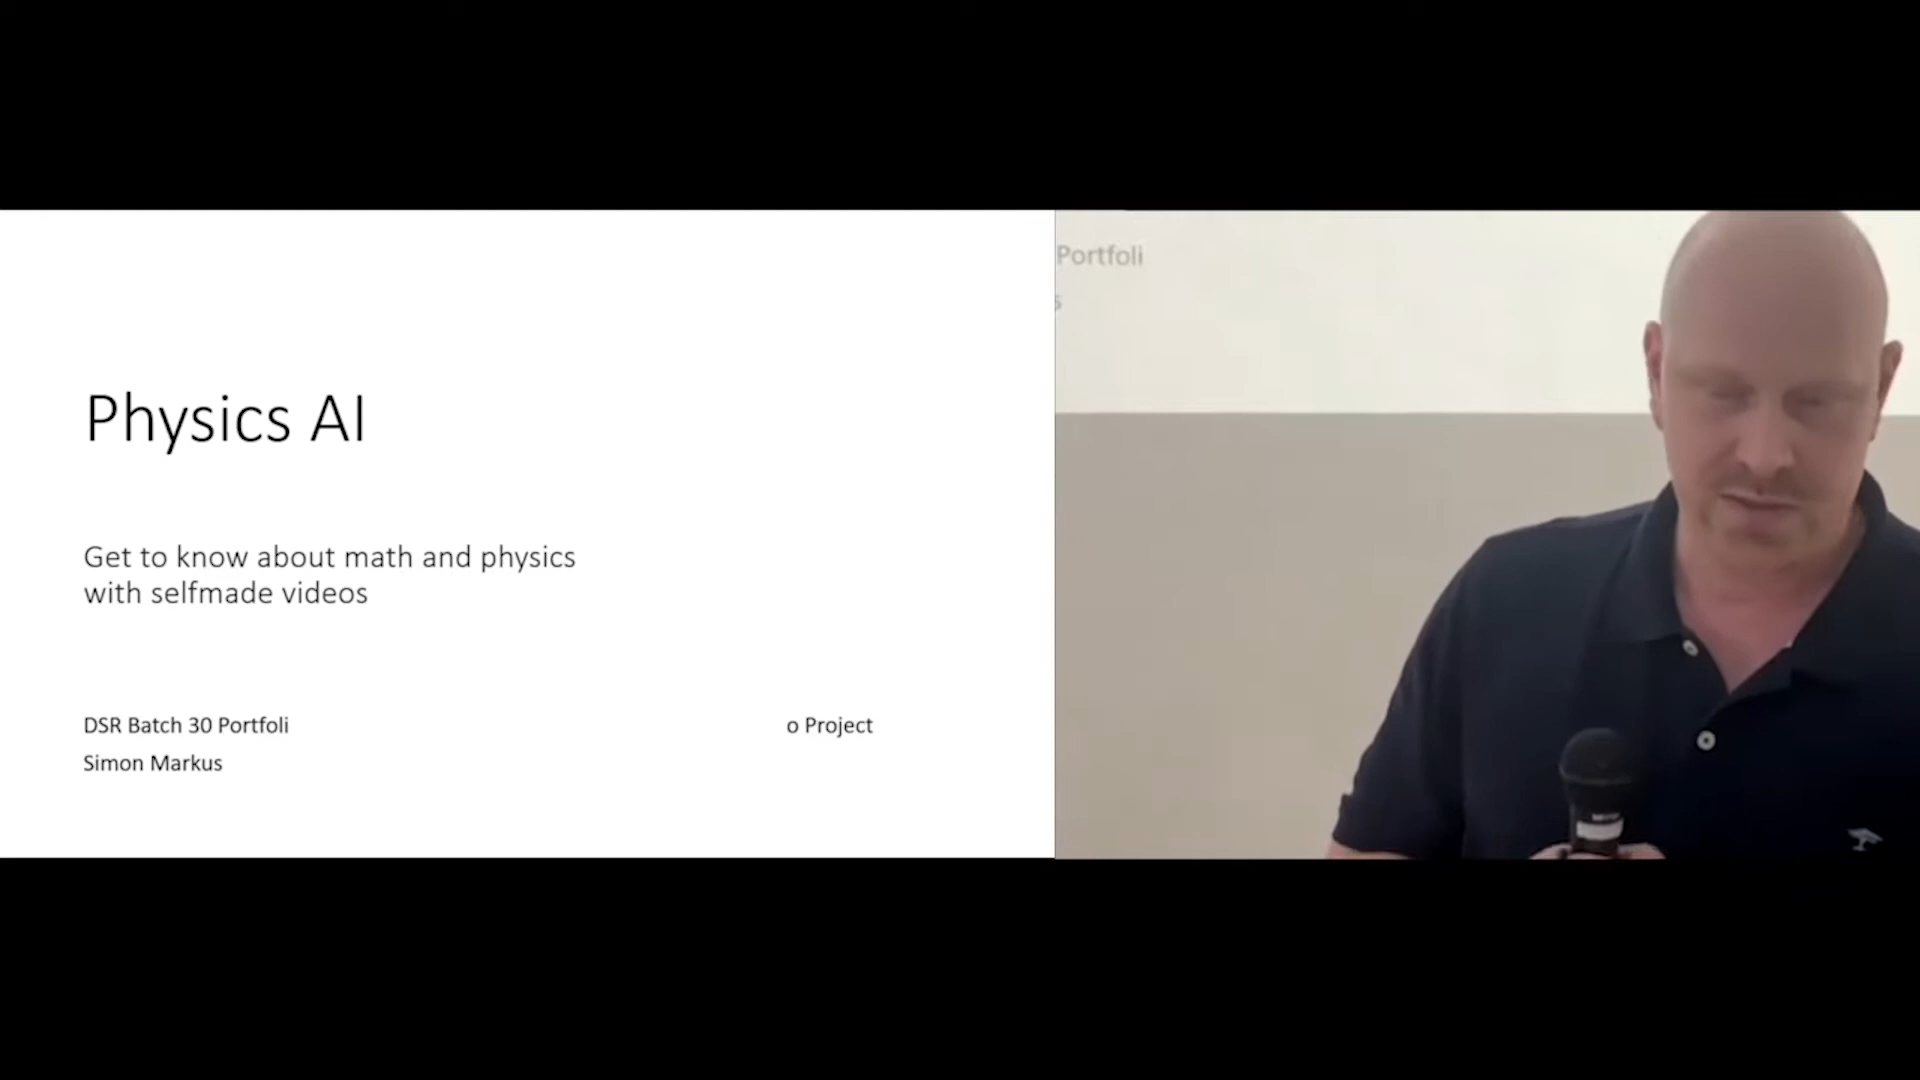 Physics AI
Get to know about math and physics
with selfmade videos
DSR Batch 30 Portfoli o Project
Simon Markus
Portfoli
s